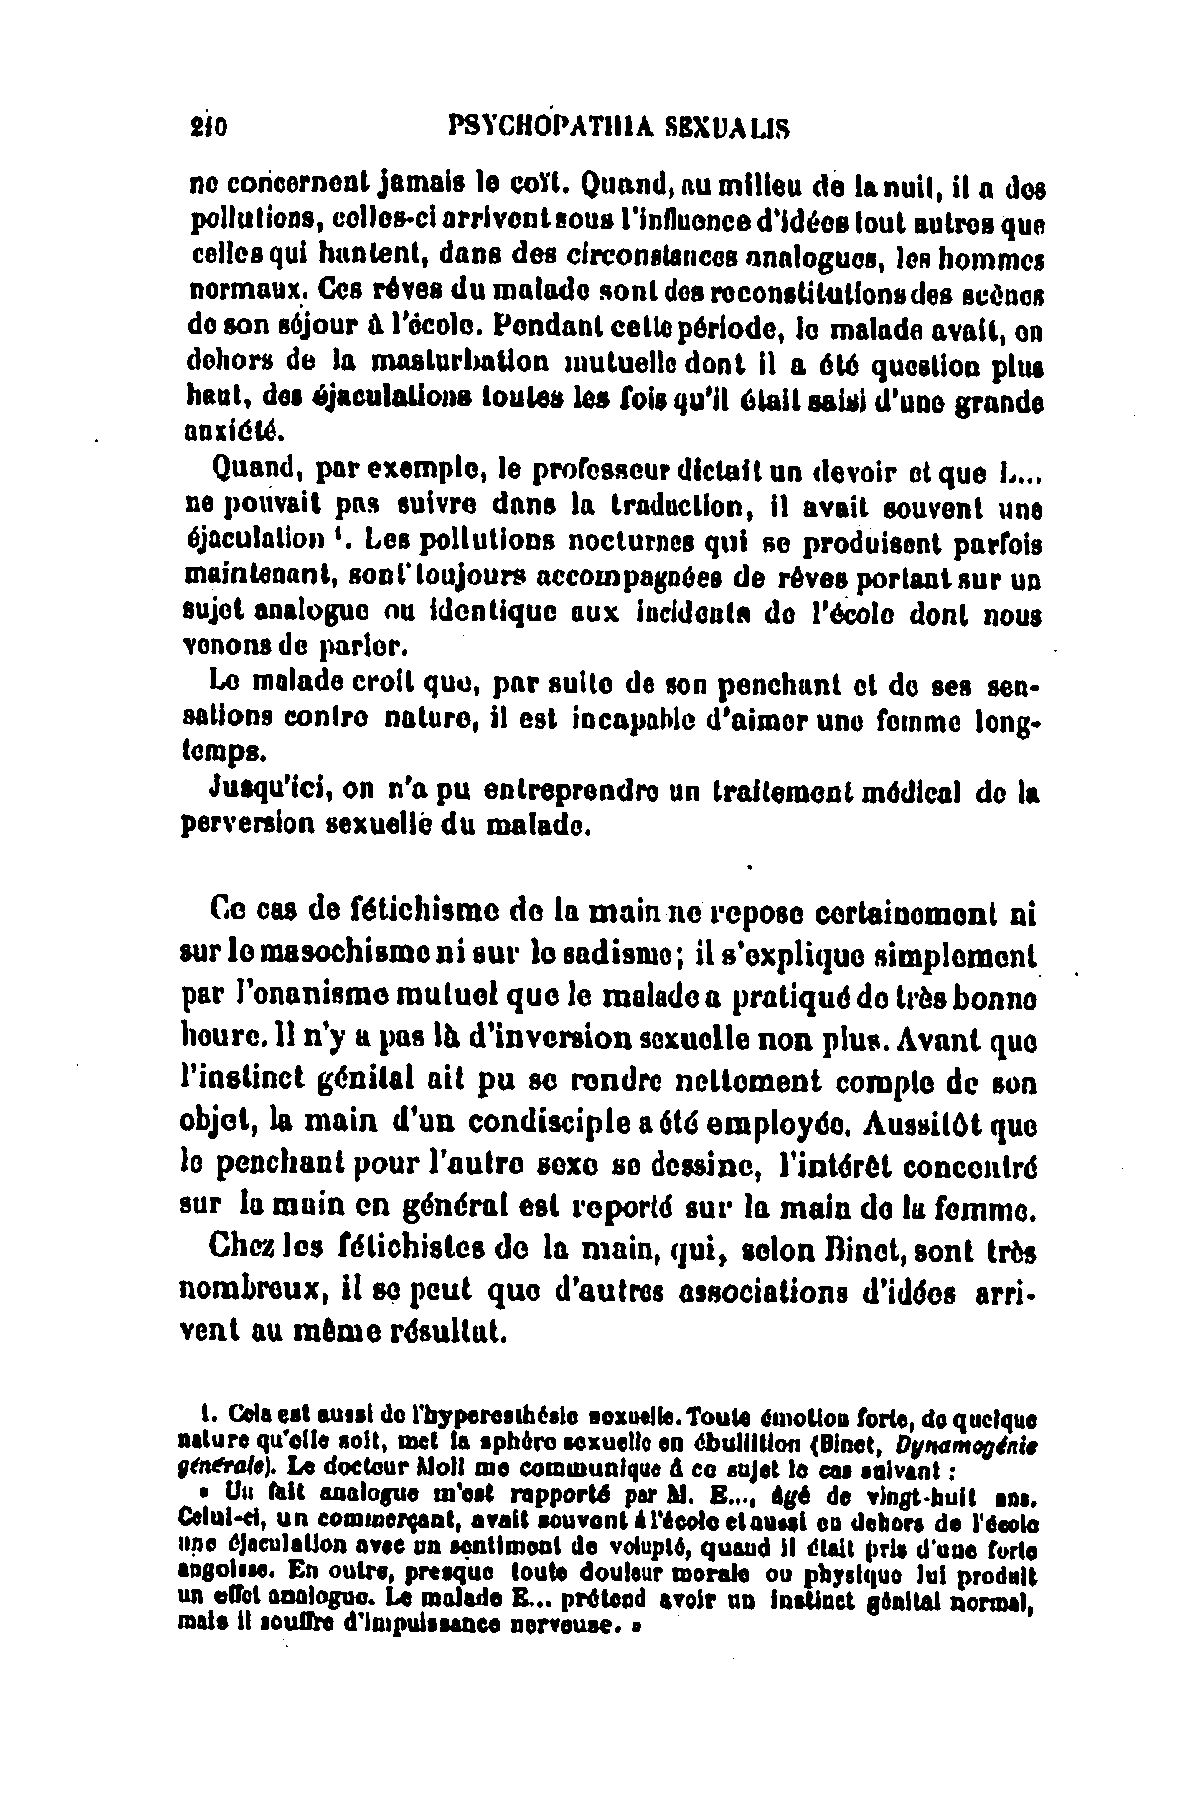 210 PSYCHOPATHIA SEXUALIS
ne concernent jamais le coït. Quand, au milieu de la nuit, il a des
pollutions, celles-ci arrivent sous l'influence d'idées tout autres que
celles qui hantent, dans des circonstances analogues, les hommes
normaux. Ces rêves du malade sont des reconstitutions des scènes
de son séjour à l'école. Pendant cette période, le malade avait, en
dehors de la masturbation mutuelle dont il a été question plus
haut, des éjaculations toutes les fois qu'il était saisi d'une grande
anxiété.
Quand, par exemple, le professeur dictait un devoir et que L...
ne pouvait pas suivre dans la traduction, il avait souvent une
éjaculation ¹. Les pollutions nocturnes qui se produisent parfois
maintenant, sont toujours accompagnées de rêves portant sur un
sujet analogue ou identique aux incidents de l'école dont nous
venons de parler.
Le malade croit que, par suite de son penchant et de ses sen-
sations contre nature, il est incapable d'aimer une femme long-
temps.
Jusqu'ici, on n'a pu entreprendre un traitement médical de la
perversion sexuelle du malade.
Ce cas de fétichisme de la main ne repose certainement ni
sur le masochisme ni sur le sadisme; il s'explique simplement
par l'onanisme mutuel que le malade a pratiqué de très bonne
heure. Il n'y a pas là d'inversion sexuelle non plus. Avant que
l'instinct génital ait pu se rendre nettement compte de son
objet, la main d'un condisciple a été employée. Aussitôt que
le penchant pour l'autre sexe se dessine, l'intérêt concentré
sur la main en général est reporté sur la main de la femme.
Chez les fétichistes de la main, qui, selon Binet, sont très
nombreux, il se peut que d'autres associations d'idées arri-
vent au même résultat.
1. Cela est aussi de l'hyperesthésie sexuelle. Toute émotion forte, de quelque
nature qu'elle soit, met la sphère sexuelle en ébullition (Binet, Dynamogénie
générale). Le docteur Moll me communique à ce sujet le cas suivant :
« Un fait analogue m'est rapporté par M. E..., âgé de vingt-huit ans.
Celui-ci, un commerçant, avait souvent à l'école et aussi en dehors de l'école
une éjaculation avec un sentiment de volupté, quand il était pris d'une forte
angoisse. En outre, presque toute douleur morale ou physique lui produit
un effet analogue. Le malade E... prétend avoir un instinct génital normal,
mais il souffre d'impuissance nerveuse. »